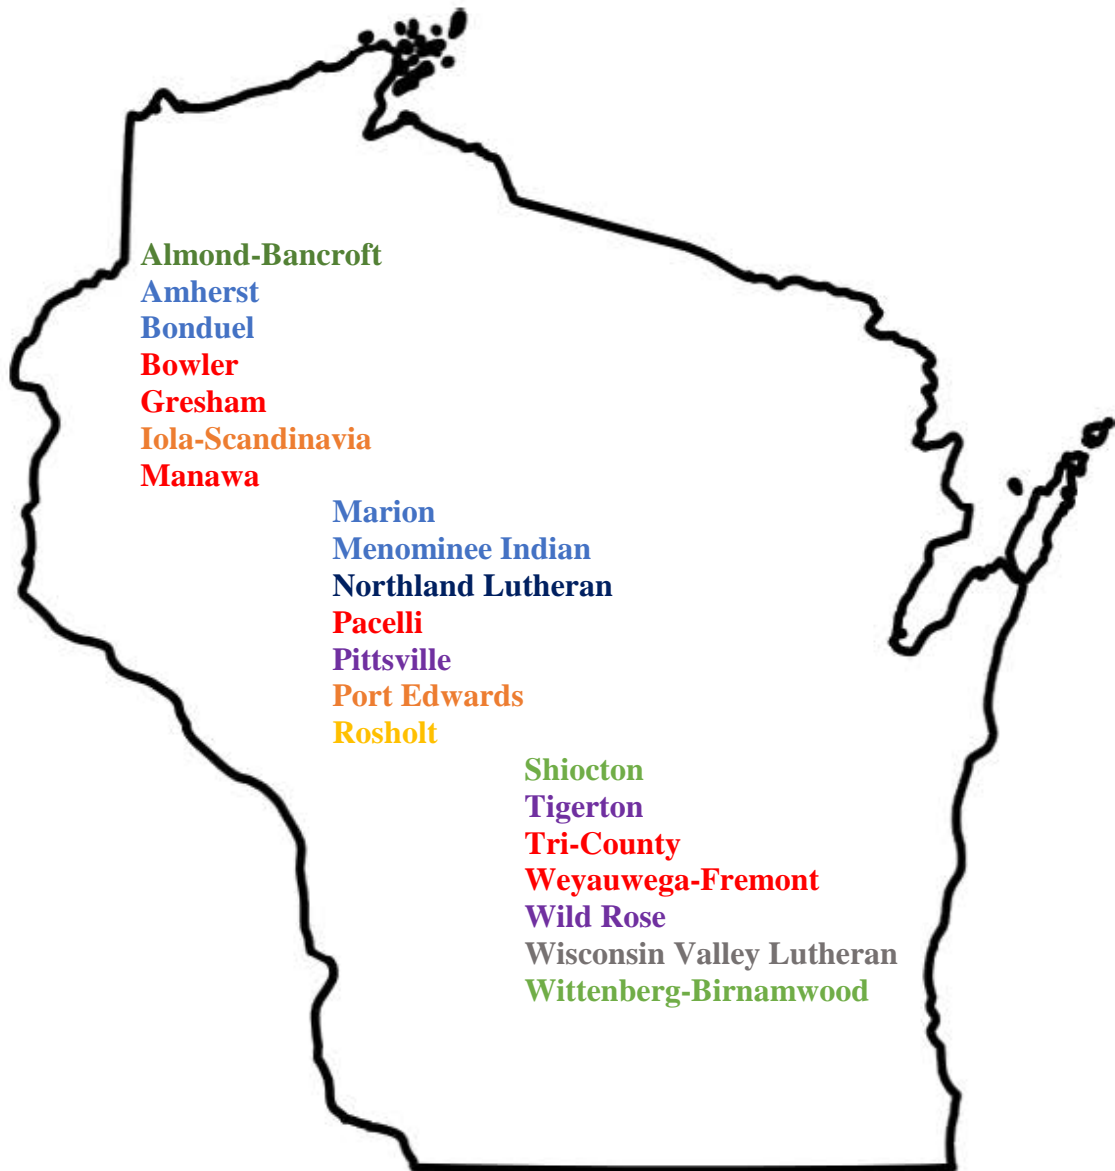 Almond-Bancroft
Amherst
Bonduel
Bowler
Gresham
Iola-Scandinavia
Manawa
Marion
Menominee Indian
Northland Lutheran
Pacelli
Pittsville
Port Edwards
Rosholt
Shiocton
Tigerton
Tri-County
Weyauwega-Fremont
Wild Rose
Wisconsin Valley Lutheran
Wittenberg-Birnamwood